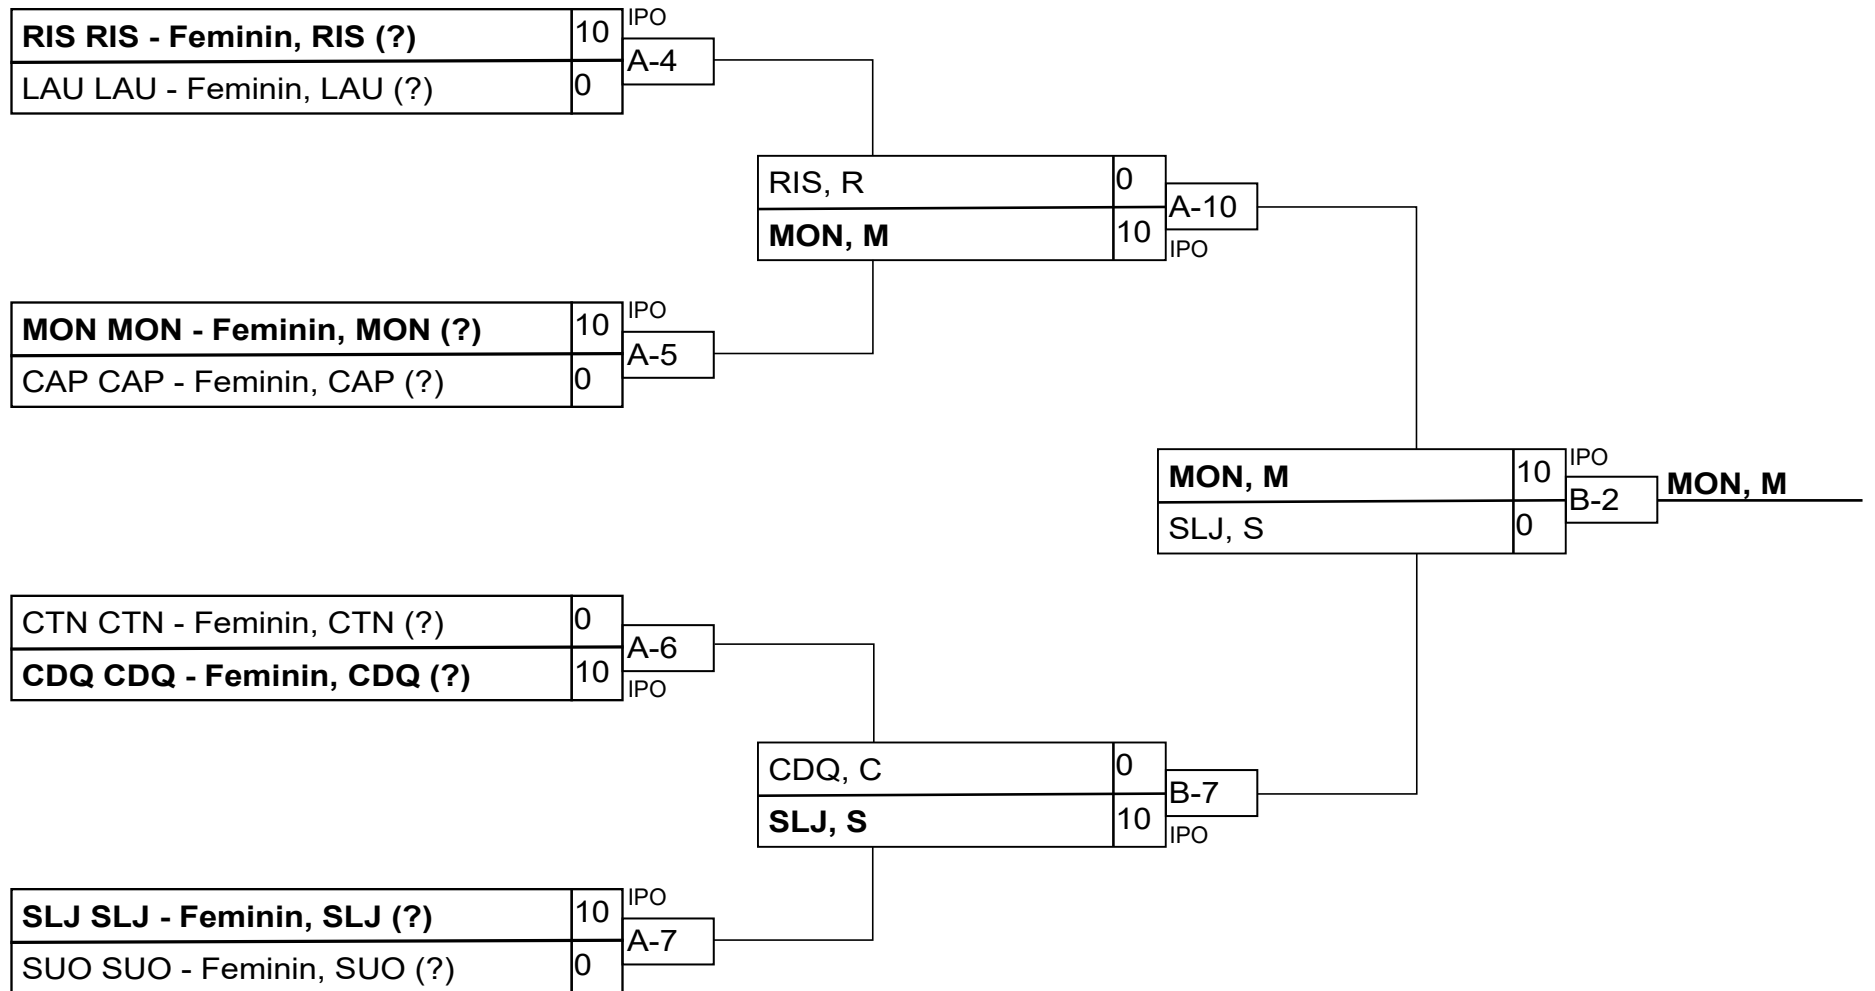 RIS RIS - Feminin, RIS (?) 10 IPO
A-4
LAU LAU - Feminin, LAU (?) 0
RIS, R 0
A-10
MON, M 10 IPO
MON MON - Feminin, MON (?) 10 IPO
A-5
CAP CAP - Feminin, CAP (?) 0
MON, M 10 IPO
B-2 MON, M
SLJ, S 0
CTN CTN - Feminin, CTN (?) 0
A-6
CDQ CDQ - Feminin, CDQ (?) 10 IPO
CDQ, C 0
B-7
SLJ, S 10 IPO
SLJ SLJ - Feminin, SLJ (?) 10 IPO
A-7
SUO SUO - Feminin, SUO (?) 0